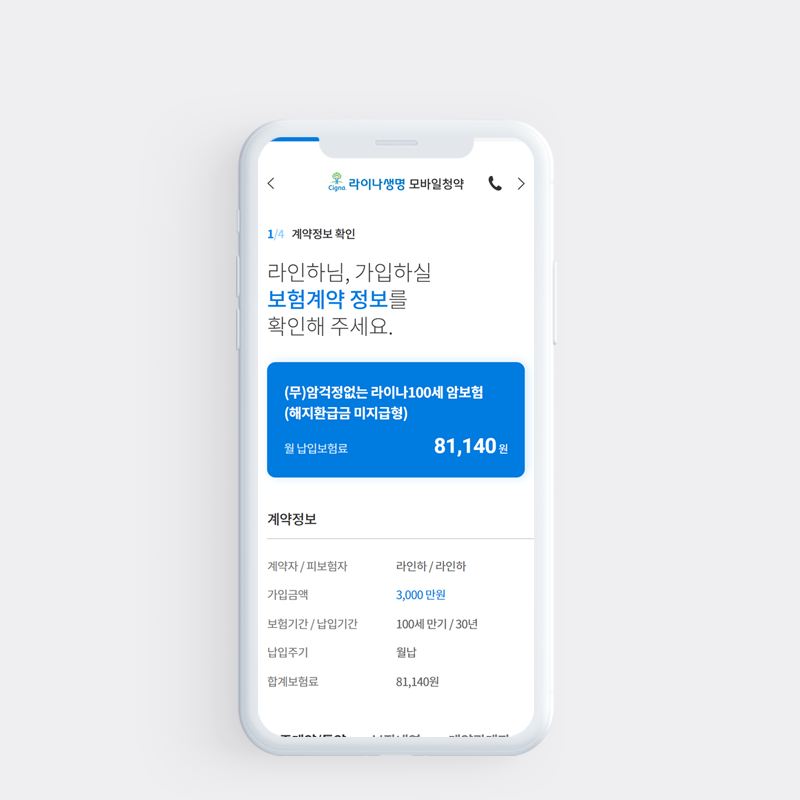 Cigna 라이나생명 모바일청약
1/4 계약정보 확인
라인하님, 가입하실
보험계약 정보를
확인해 주세요.
(무)암걱정없는 라이나100세 암보험
(해지환급금 미지급형)
월 납입보험료 81,140 원
계약정보
계약자 / 피보험자 라인하 / 라인하
가입금액 3,000 만원
보험기간 / 납입기간 100세 만기 / 30년
납입주기 월납
합계보험료 81,140원